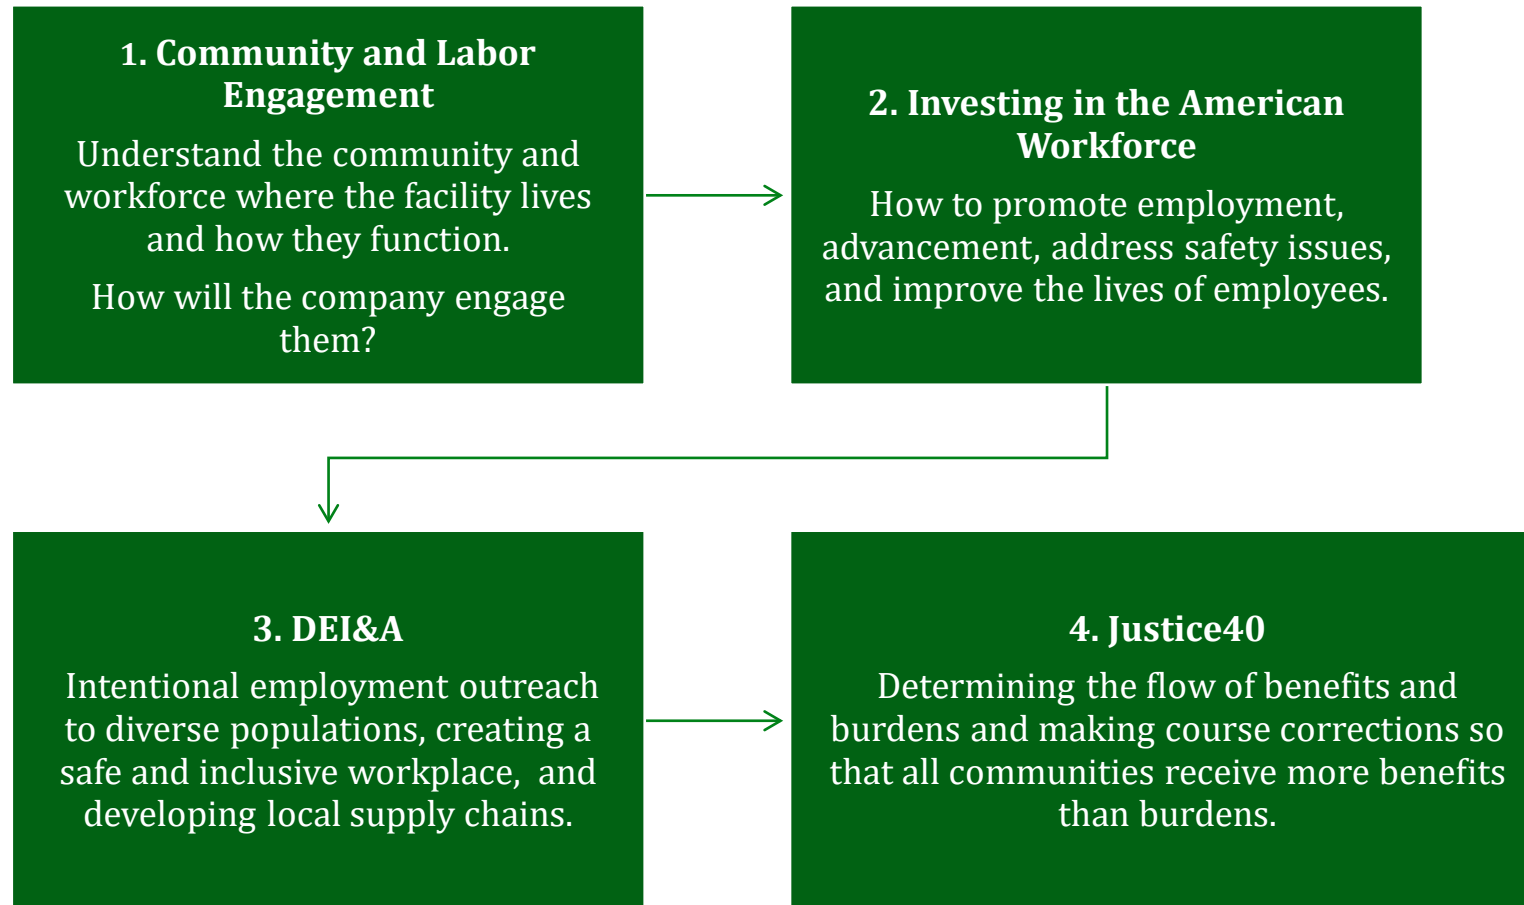 1. Community and Labor
Engagement
Understand the community and
workforce where the facility lives
and how they function.
How will the company engage
them?
2. Investing in the American
Workforce
How to promote employment,
advancement, address safety issues,
and improve the lives of employees.
3. DEI&A
Intentional employment outreach
to diverse populations, creating a
safe and inclusive workplace,  and
developing local supply chains.
4. Justice40
Determining the flow of benefits and
burdens and making course corrections so
that all communities receive more benefits
than burdens.